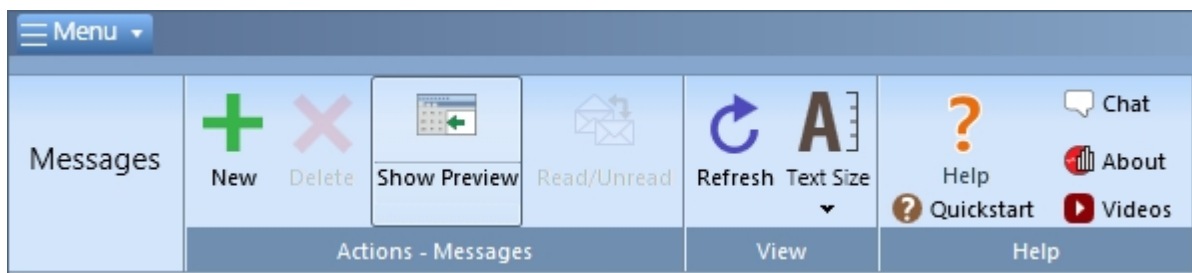 Menu
Messages
New
Delete
Show Preview
Read/Unread
Actions - Messages
Refresh
Text Size
View
Help
Quickstart
Chat
About
Videos
Help